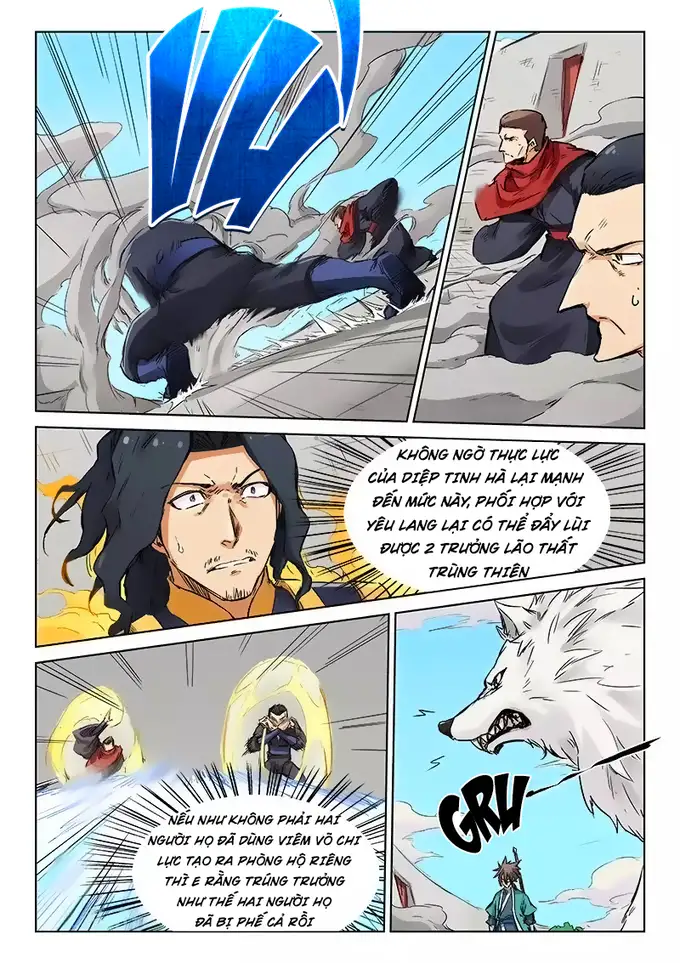 KHÔNG NGỜ THỰC LỰC
CỦA DIỆP TINH HÀ LẠI MẠNH
ĐẾN MỨC NÀY, PHỐI HỢP VỚI
YÊU LANG LẠI CÓ THỂ ĐẨY LÙI
ĐƯỢC 2 TRƯỞNG LÃO THẤT
TRÙNG THIÊN
NẾU NHƯ KHÔNG PHẢI HAI
NGƯỜI HỌ ĐÃ DÙNG VIÊM VÕ CHI
LỰC TẠO RA PHÒNG HỘ RIÊNG
THÌ E RẰNG TRÚNG TRƯỞNG
NHƯ THẾ HAI NGƯỜI HỌ
ĐÃ BỊ PHẾ CẢ RỒI
GRU